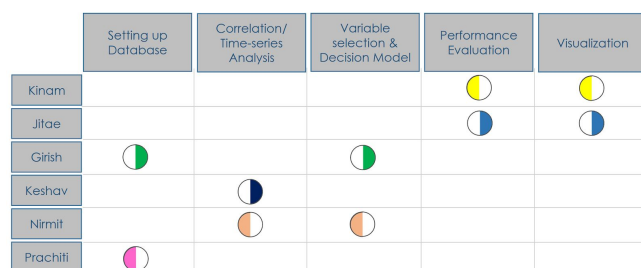 Setting up
Database
Correlation/
Time-series
Analysis
Variable
selection &
Decision Model
Performance
Evaluation
Visualization
Kinam
Jitae
Girish
Keshav
Nirmit
Prachiti